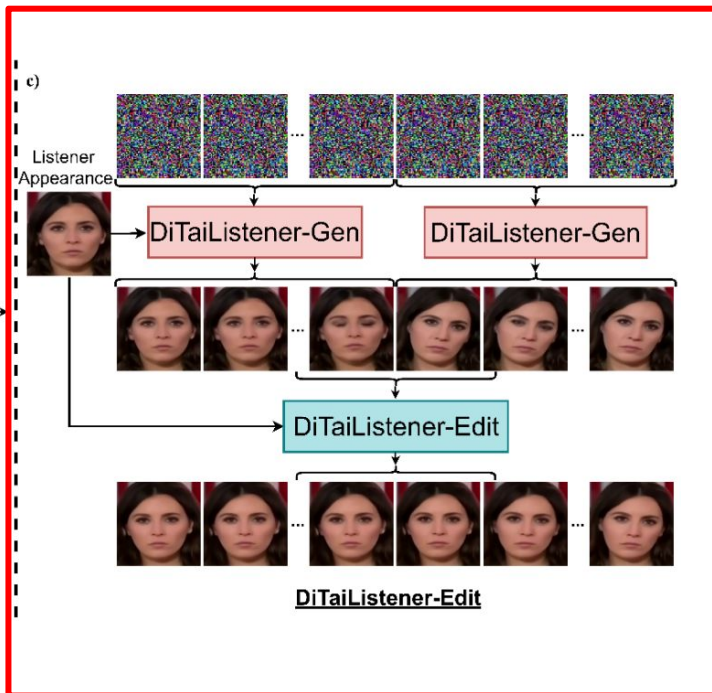 c)
... ...
Listener
Appearance
DiTaiListener-Gen DiTaiListener-Gen
... ...
DiTaiListener-Edit
... ...
DiTaiListener-Edit